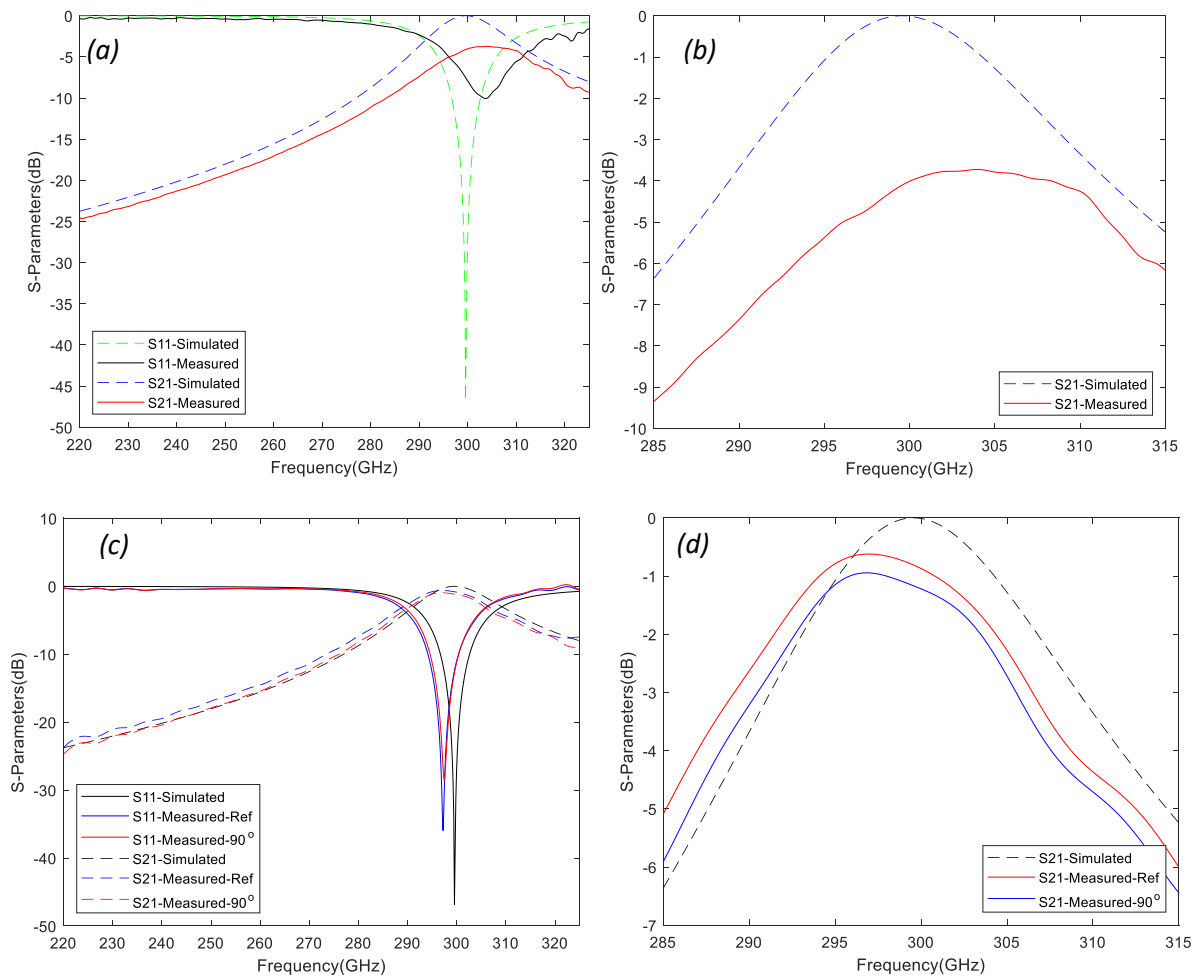 (a)
0
-5
-10
-15
-20
-25
-30
-35
-40
-45
-50
S-Parameters(dB)
S11-Simulated
S11-Measured
S21-Simulated
S21-Measured
220 230 240 250 260 270 280 290 300 310 320
Frequency(GHz)
(b)
0
-1
-2
-3
-4
-5
-6
-7
-8
-9
-10
S-Parameters(dB)
S21-Simulated
S21-Measured
285 290 295 300 305 310 315
Frequency(GHz)
(c)
10
0
-10
-20
-30
-40
-50
S-Parameters(dB)
S11-Simulated
S11-Measured-Ref
S11-Measured-90°
S21-Simulated
S21-Measured-Ref
S21-Measured-90°
220 230 240 250 260 270 280 290 300 310 320
Frequency(GHz)
(d)
0
-1
-2
-3
-4
-5
-6
-7
S-Parameters(dB)
S21-Simulated
S21-Measured-Ref
S21-Measured-90°
285 290 295 300 305 310 315
Frequency(GHz)